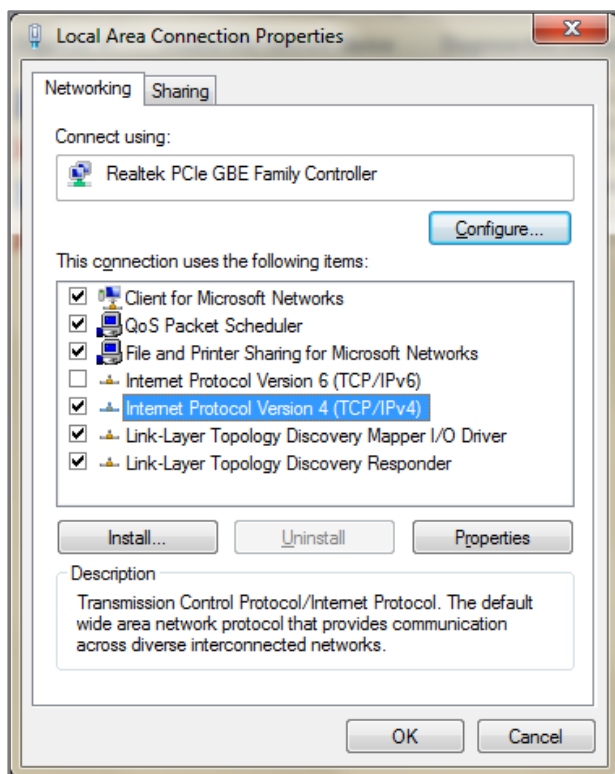 Local Area Connection Properties
Networking
Sharing
Connect using:
Realtek PCIe GBE Family Controller
Configure...
This connection uses the following items:
Client for Microsoft Networks
QoS Packet Scheduler
File and Printer Sharing for Microsoft Networks
Internet Protocol Version 6 (TCP/IPv6)
Internet Protocol Version 4 (TCP/IPv4)
Link-Layer Topology Discovery Mapper I/O Driver
Link-Layer Topology Discovery Responder
Install...
Uninstall
Properties
Description
Transmission Control Protocol/Internet Protocol. The default
wide area network protocol that provides communication
across diverse interconnected networks.
OK
Cancel